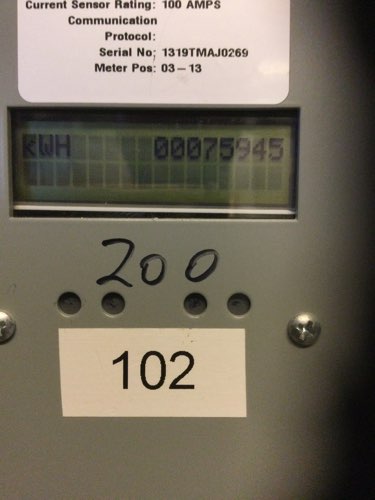 Current Sensor Rating: 100 AMPS
Communication
Protocol:
Serial No; 1319TMAJ0269
Meter Pos: 03-13
kWH 00075945
200
102